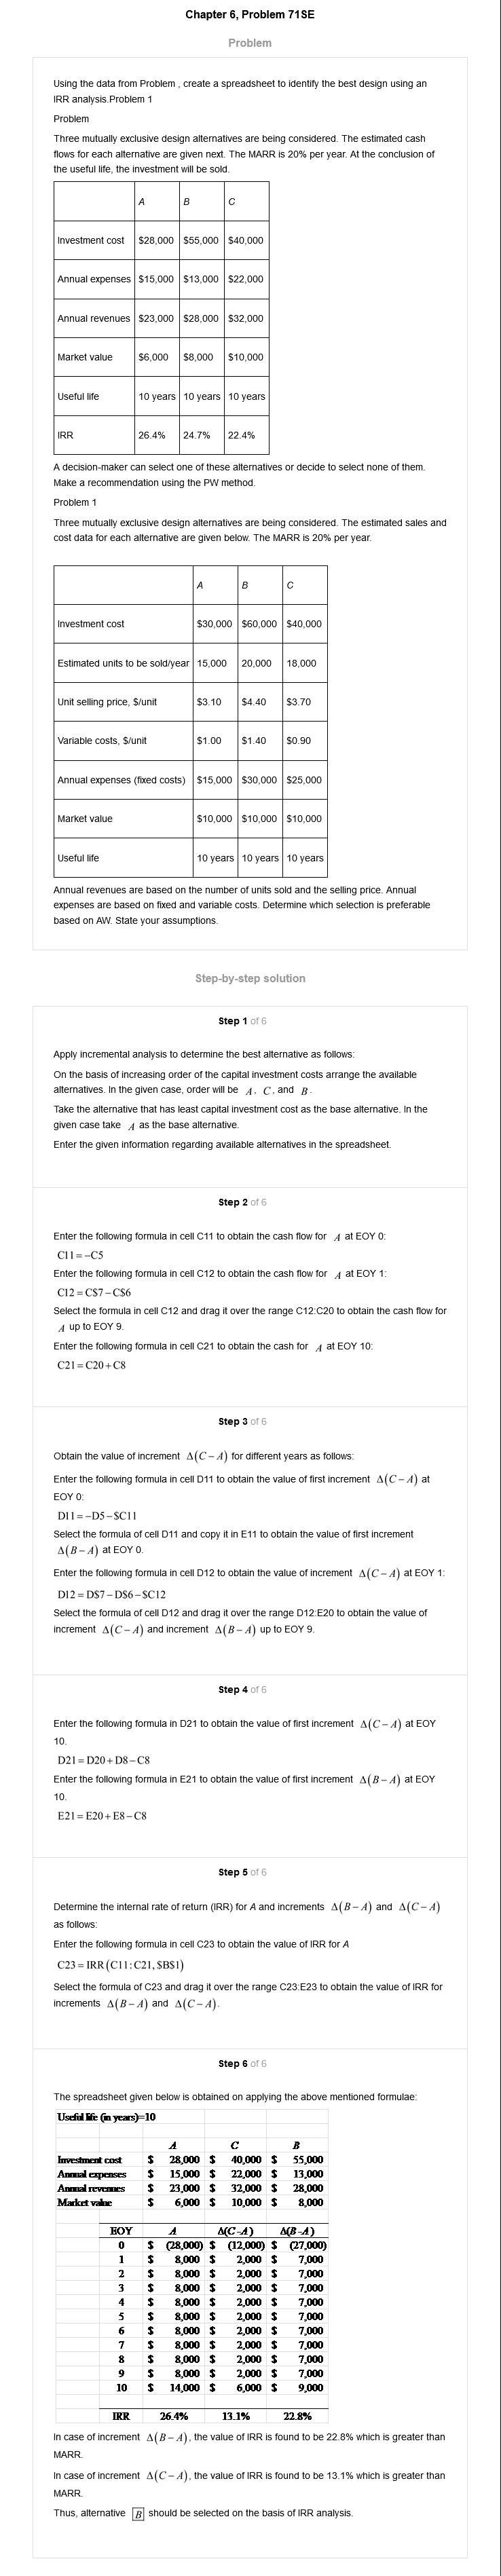 Chapter 6, Problem 71SE
Problem
Using the data from Problem , create a spreadsheet to identify the best design using an
IRR analysis.Problem 1
Problem
Three mutually exclusive design alternatives are being considered. The estimated cash
flows for each alternative are given next. The MARR is 20% per year. At the conclusion of
the useful life, the investment will be sold.
A B C
Investment cost $28,000 $55,000 $40,000
Annual expenses $15,000 $13,000 $22,000
Annual revenues $23,000 $28,000 $32,000
Market value $6,000 $8,000 $10,000
Useful life 10 years 10 years 10 years
IRR 26.4% 24.7% 22.4%
A decision-maker can select one of these alternatives or decide to select none of them.
Make a recommendation using the PW method.
Problem 1
Three mutually exclusive design alternatives are being considered. The estimated sales and
cost data for each alternative are given below. The MARR is 20% per year.
A B C
Investment cost $30,000 $60,000 $40,000
Estimated units to be sold/year 15,000 20,000 18,000
Unit selling price, $/unit $3.10 $4.40 $3.70
Variable costs, $/unit $1.00 $1.40 $0.90
Annual expenses (fixed costs) $15,000 $30,000 $25,000
Market value $10,000 $10,000 $10,000
Useful life 10 years 10 years 10 years
Annual revenues are based on the number of units sold and the selling price. Annual
expenses are based on fixed and variable costs. Determine which selection is preferable
based on AW. State your assumptions.
Step-by-step solution
Step 1 of 6
Apply incremental analysis to determine the best alternative as follows:
On the basis of increasing order of the capital investment costs arrange the available
alternatives. In the given case, order will be A, C, and B.
Take the alternative that has least capital investment cost as the base alternative. In the
given case take A as the base alternative.
Enter the given information regarding available alternatives in the spreadsheet.
Step 2 of 6
Enter the following formula in cell C11 to obtain the cash flow for A at EOY 0:
C11 = −C5
Enter the following formula in cell C12 to obtain the cash flow for A at EOY 1:
C12 = C$7 − C$6
Select the formula in cell C12 and drag it over the range C12:C20 to obtain the cash flow for
A up to EOY 9.
Enter the following formula in cell C21 to obtain the cash for A at EOY 10:
C21 = C20 + C8
Step 3 of 6
Obtain the value of increment Δ(C − A) for different years as follows:
Enter the following formula in cell D11 to obtain the value of first increment Δ(C − A) at
EOY 0:
D11 = −D5 − $C11
Select the formula of cell D11 and copy it in E11 to obtain the value of first increment
Δ(B − A) at EOY 0.
Enter the following formula in cell D12 to obtain the value of increment Δ(C − A) at EOY 1:
D12 = D$7 − D$6 − $C12
Select the formula of cell D12 and drag it over the range D12:E20 to obtain the value of
increment Δ(C − A) and increment Δ(B − A) up to EOY 9.
Step 4 of 6
Enter the following formula in D21 to obtain the value of first increment Δ(C − A) at EOY
10.
D21 = D20 + D8 − C8
Enter the following formula in E21 to obtain the value of first increment Δ(B − A) at EOY
10.
E21 = E20 + E8 − C8
Step 5 of 6
Determine the internal rate of return (IRR) for A and increments Δ(B − A) and Δ(C − A)
as follows:
Enter the following formula in cell C23 to obtain the value of IRR for A
C23 = IRR(C11:C21, $B$1)
Select the formula of C23 and drag it over the range C23:E23 to obtain the value of IRR for
increments Δ(B − A) and Δ(C − A).
Step 6 of 6
The spreadsheet given below is obtained on applying the above mentioned formulae:
Useful life (in years)=10
A C B
Investment cost $ 28,000 $ 40,000 $ 55,000
Annual expenses $ 15,000 $ 22,000 $ 13,000
Annual revenues $ 23,000 $ 32,000 $ 28,000
Market value $ 6,000 $ 10,000 $ 8,000
EOY A Δ(C-A) Δ(B-A)
0 $ (28,000) $ (12,000) $ (27,000)
1 $ 8,000 $ 2,000 $ 7,000
2 $ 8,000 $ 2,000 $ 7,000
3 $ 8,000 $ 2,000 $ 7,000
4 $ 8,000 $ 2,000 $ 7,000
5 $ 8,000 $ 2,000 $ 7,000
6 $ 8,000 $ 2,000 $ 7,000
7 $ 8,000 $ 2,000 $ 7,000
8 $ 8,000 $ 2,000 $ 7,000
9 $ 8,000 $ 2,000 $ 7,000
10 $ 14,000 $ 6,000 $ 9,000
IRR 26.4% 13.1% 22.8%
In case of increment Δ(B − A), the value of IRR is found to be 22.8% which is greater than
MARR.
In case of increment Δ(C − A), the value of IRR is found to be 13.1% which is greater than
MARR.
Thus, alternative B should be selected on the basis of IRR analysis.